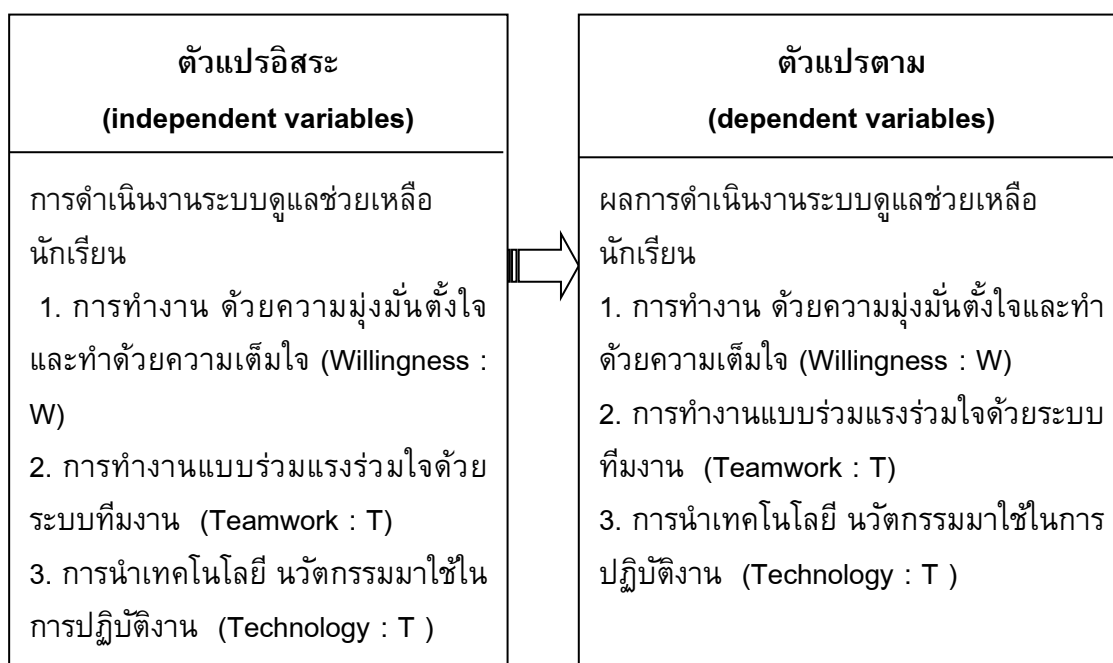 ตัวแปรอิสระ
(independent variables)
การดำเนินงานระบบดูแลช่วยเหลือ
นักเรียน
1. การทำงาน ด้วยความมุ่งมั่นตั้งใจ
และทำด้วยความเต็มใจ (Willingness :
W)
2. การทำงานแบบร่วมแรงร่วมใจด้วย
ระบบทีมงาน (Teamwork : T)
3. การนำเทคโนโลยี นวัตกรรมมาใช้ใน
การปฏิบัติงาน (Technology : T )
ตัวแปรตาม
(dependent variables)
ผลการดำเนินงานระบบดูแลช่วยเหลือ
นักเรียน
1. การทำงาน ด้วยความมุ่งมั่นตั้งใจและทำ
ด้วยความเต็มใจ (Willingness : W)
2. การทำงานแบบร่วมแรงร่วมใจด้วยระบบ
ทีมงาน (Teamwork : T)
3. การนำเทคโนโลยี นวัตกรรมมาใช้ในการ
ปฏิบัติงาน (Technology : T )